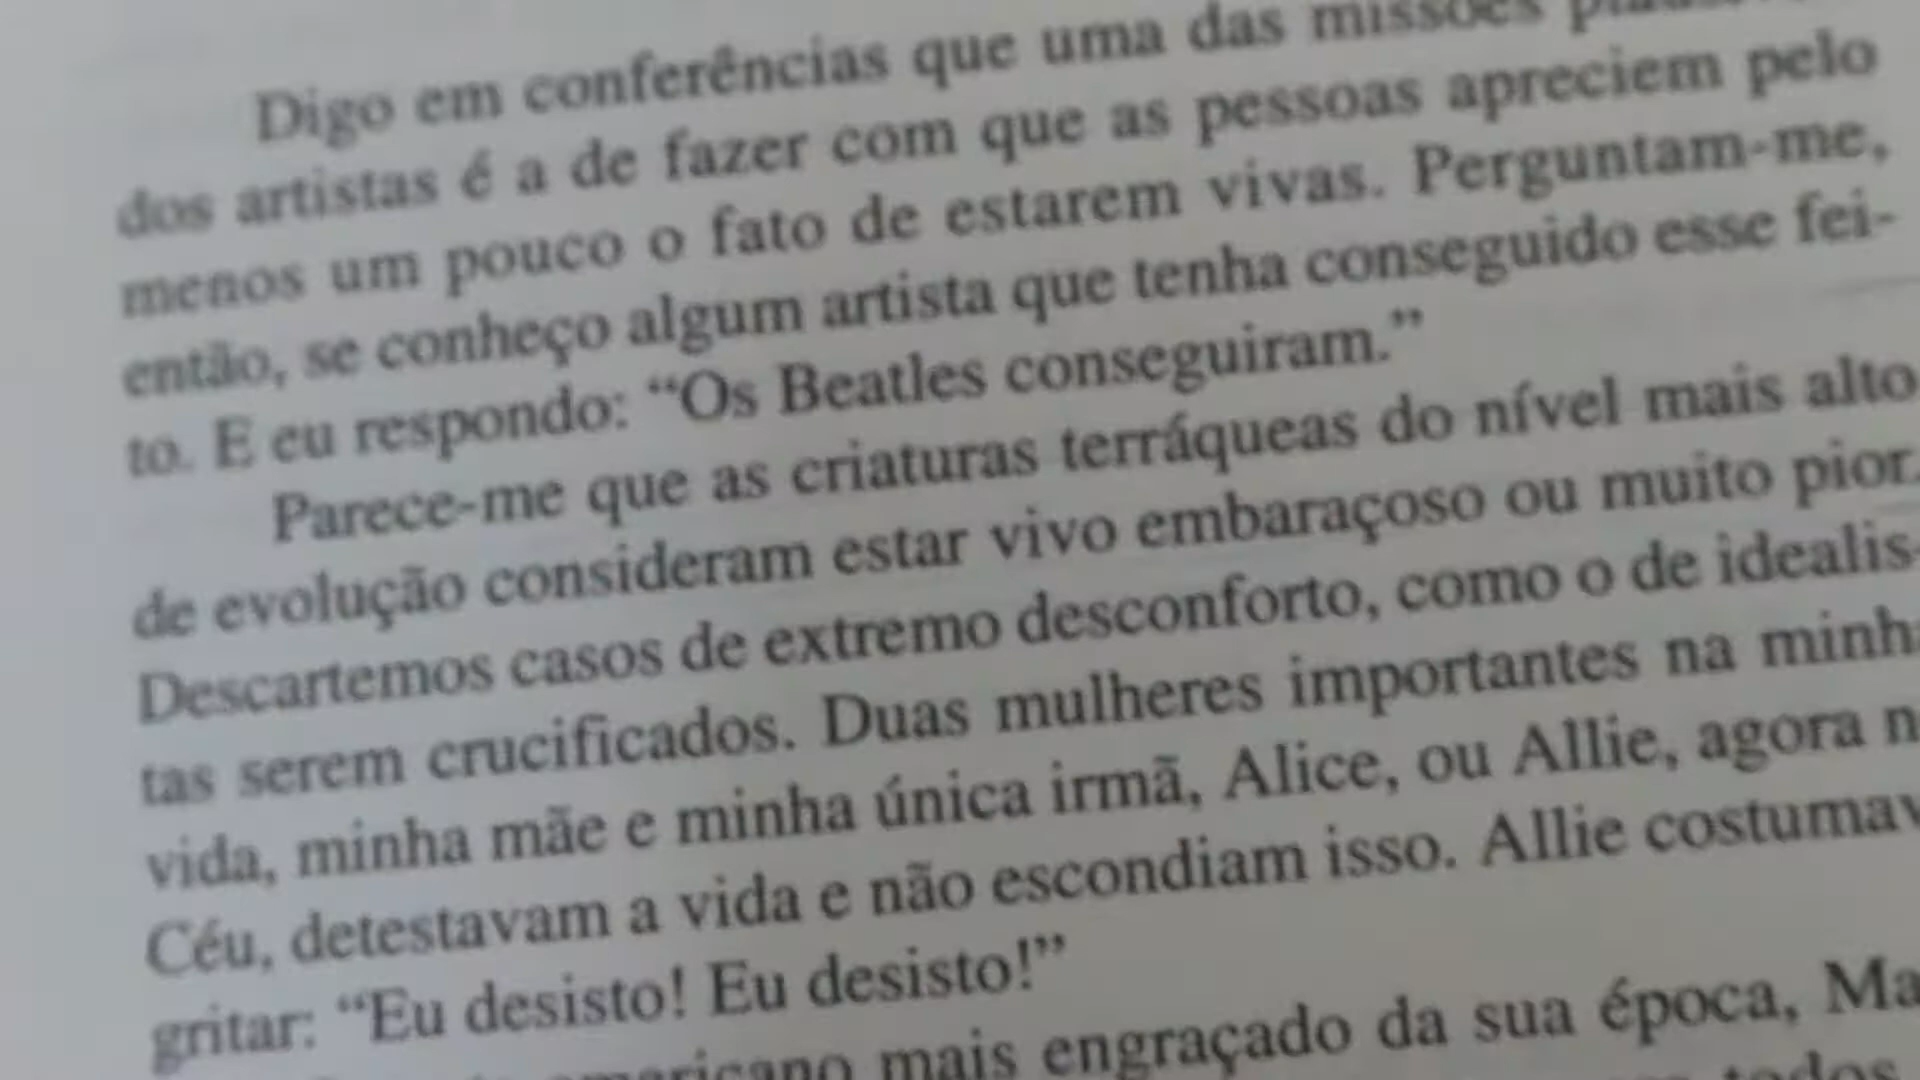 Digo em conferências que uma das missões
dos artistas é a de fazer com que as pessoas apreciem pelo
menos um pouco o fato de estarem vivas. Perguntam-me,
então, se conheço algum artista que tenha conseguido esse fei-
to. E eu respondo: “Os Beatles conseguiram.”
Parece-me que as criaturas terráqueas do nível mais alto
de evolução consideram estar vivo embaraçoso ou muito pior.
Descartemos casos de extremo desconforto, como o de idealis-
tas serem crucificados. Duas mulheres importantes na minha
vida, minha mãe e minha única irmã, Alice, ou Allie, agora n
Céu, detestavam a vida e não escondiam isso. Allie costumav
gritar: “Eu desisto! Eu desisto!”
americano mais engraçado da sua época, Ma
todos